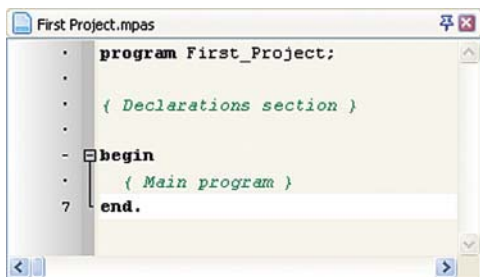 First Project.mpas
program First_Project;
{ Declarations section }
begin
{ Main program }
7 end.